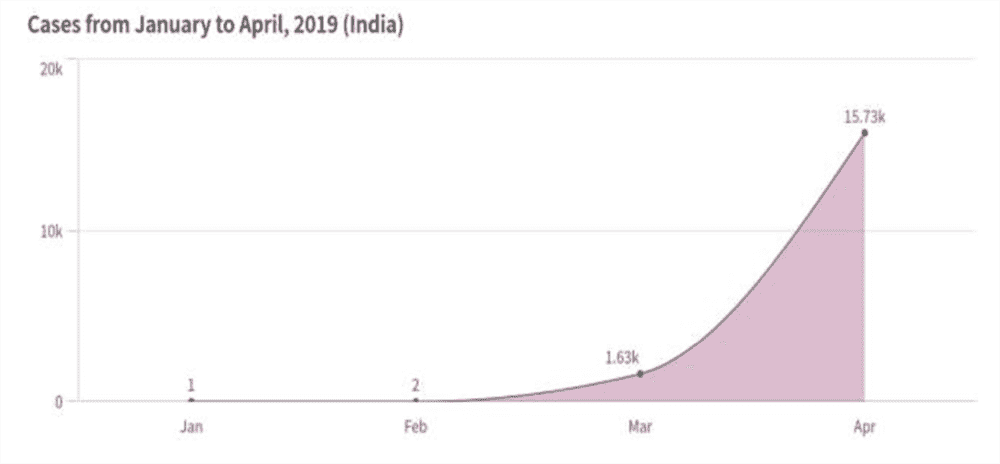 Cases from January to April, 2019 (India)
20k
15.73k
10k
1.63k
1 2
0
Jan Feb Mar Apr